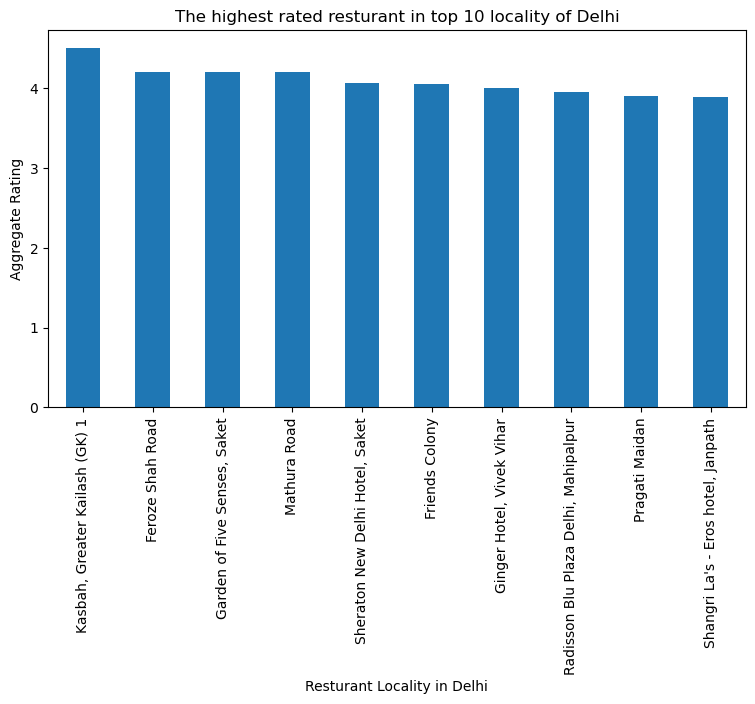 The highest rated resturant in top 10 locality of Delhi
Aggregate Rating
4
3
2
1
0
Kasbah, Greater Kailash (GK) 1
Feroze Shah Road
Garden of Five Senses, Saket
Mathura Road
Sheraton New Delhi Hotel, Saket
Friends Colony
Ginger Hotel, Vivek Vihar
Radisson Blu Plaza Delhi, Mahipalpur
Pragati Maidan
Shangri La's - Eros hotel, Janpath
Resturant Locality in Delhi